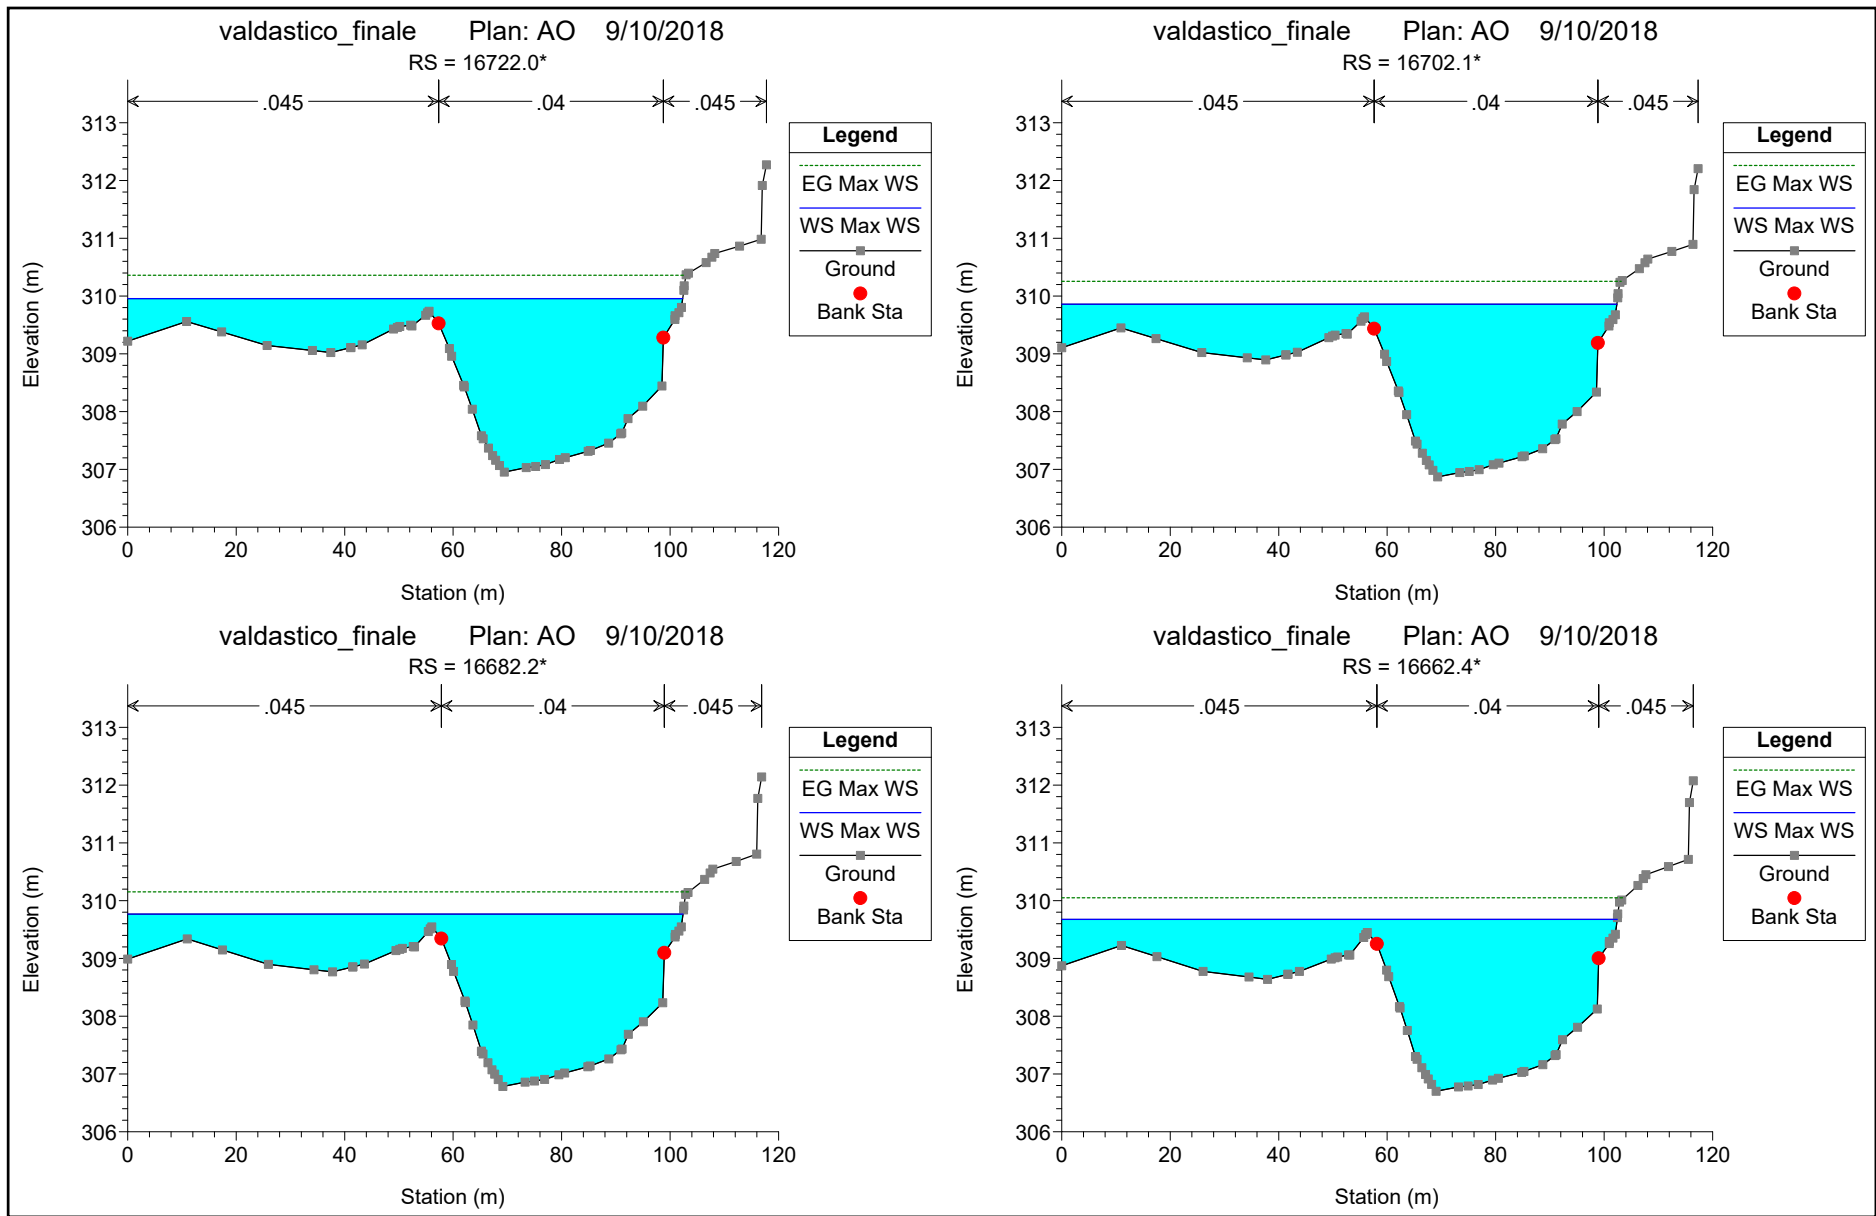 valdastico_finale Plan: AO 9/10/2018
RS = 16722.0*
.045 .04 .045
313
312
311
310
309
308
307
306
Elevation (m)
0 20 40 60 80 100 120
Station (m)
Legend
EG Max WS
WS Max WS
Ground
Bank Sta
valdastico_finale Plan: AO 9/10/2018
RS = 16702.1*
.045 .04 .045
313
312
311
310
309
308
307
306
Elevation (m)
0 20 40 60 80 100 120
Station (m)
Legend
EG Max WS
WS Max WS
Ground
Bank Sta
valdastico_finale Plan: AO 9/10/2018
RS = 16682.2*
.045 .04 .045
313
312
311
310
309
308
307
306
Elevation (m)
0 20 40 60 80 100 120
Station (m)
Legend
EG Max WS
WS Max WS
Ground
Bank Sta
valdastico_finale Plan: AO 9/10/2018
RS = 16662.4*
.045 .04 .045
313
312
311
310
309
308
307
306
Elevation (m)
0 20 40 60 80 100 120
Station (m)
Legend
EG Max WS
WS Max WS
Ground
Bank Sta